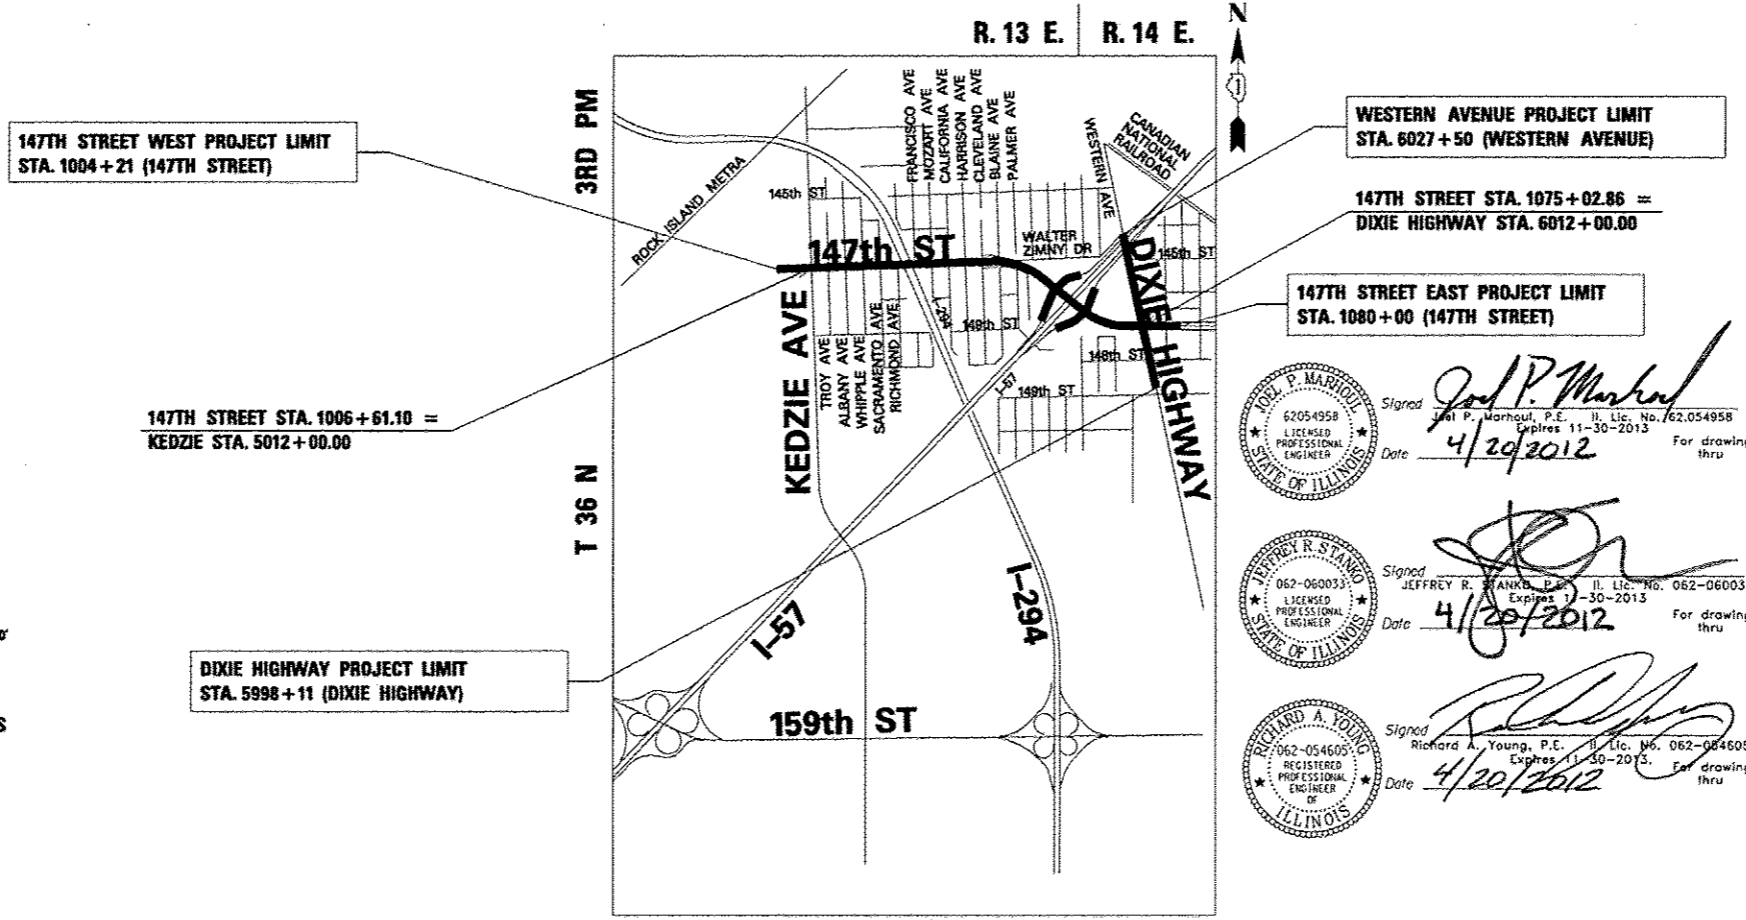 R. 13 E. R. 14 E.
N
3RD PM
T 36 N
147TH STREET WEST PROJECT LIMIT
STA. 1004+21 (147TH STREET)
WESTERN AVENUE PROJECT LIMIT
STA. 6027+50 (WESTERN AVENUE)
147TH STREET STA. 1075+02.86 =
DIXIE HIGHWAY STA. 6012+00.00
147TH STREET EAST PROJECT LIMIT
STA. 1080+00 (147TH STREET)
147TH STREET STA. 1006+61.10 =
KEDZIE STA. 5012+00.00
DIXIE HIGHWAY PROJECT LIMIT
STA. 5998+11 (DIXIE HIGHWAY)
ROCK ISLAND METRA
FRANCISCO AVE
MOZART AVE
CALIFORNIA AVE
HARRISON AVE
CLEVELAND AVE
BLAINE AVE
PALMER AVE
WESTERN AVE
CANADIAN
NATIONAL
RAILROAD
145th ST
147th ST
WALTER
ZIMNY DR
145th ST
DIXIE HIGHWAY
KEDZIE AVE
TROY AVE
ALBANY AVE
WHIPPLE AVE
SACRAMENTO AVE
RICHMOND AVE
I-294
149th ST
148th ST
149th ST
I-57
I-57
I-294
159th ST
JOEL P. MARHOUL
62054958
LICENSED
PROFESSIONAL
ENGINEER
STATE OF ILLINOIS
Signed Joel P. Marhoul
Joel P. Marhoul, P.E. Il. Lic. No. 62.054958
Expires 11-30-2013
Date 4/20/2012
For drawing
thru
JEFFREY R. STANKO
062-060033
LICENSED
PROFESSIONAL
ENGINEER
STATE OF ILLINOIS
Signed
JEFFREY R. STANKO, P.E. Il. Lic. No. 062-06003
Expires 11-30-2013
Date 4/20/2012
For drawing
thru
RICHARD A. YOUNG
062-054605
REGISTERED
PROFESSIONAL
ENGINEER
OF
ILLINOIS
Signed
Richard A. Young, P.E. Il. Lic. No. 062-054605
Expires 11-30-2013.
Date 4/20/2012
For drawing
thru
S